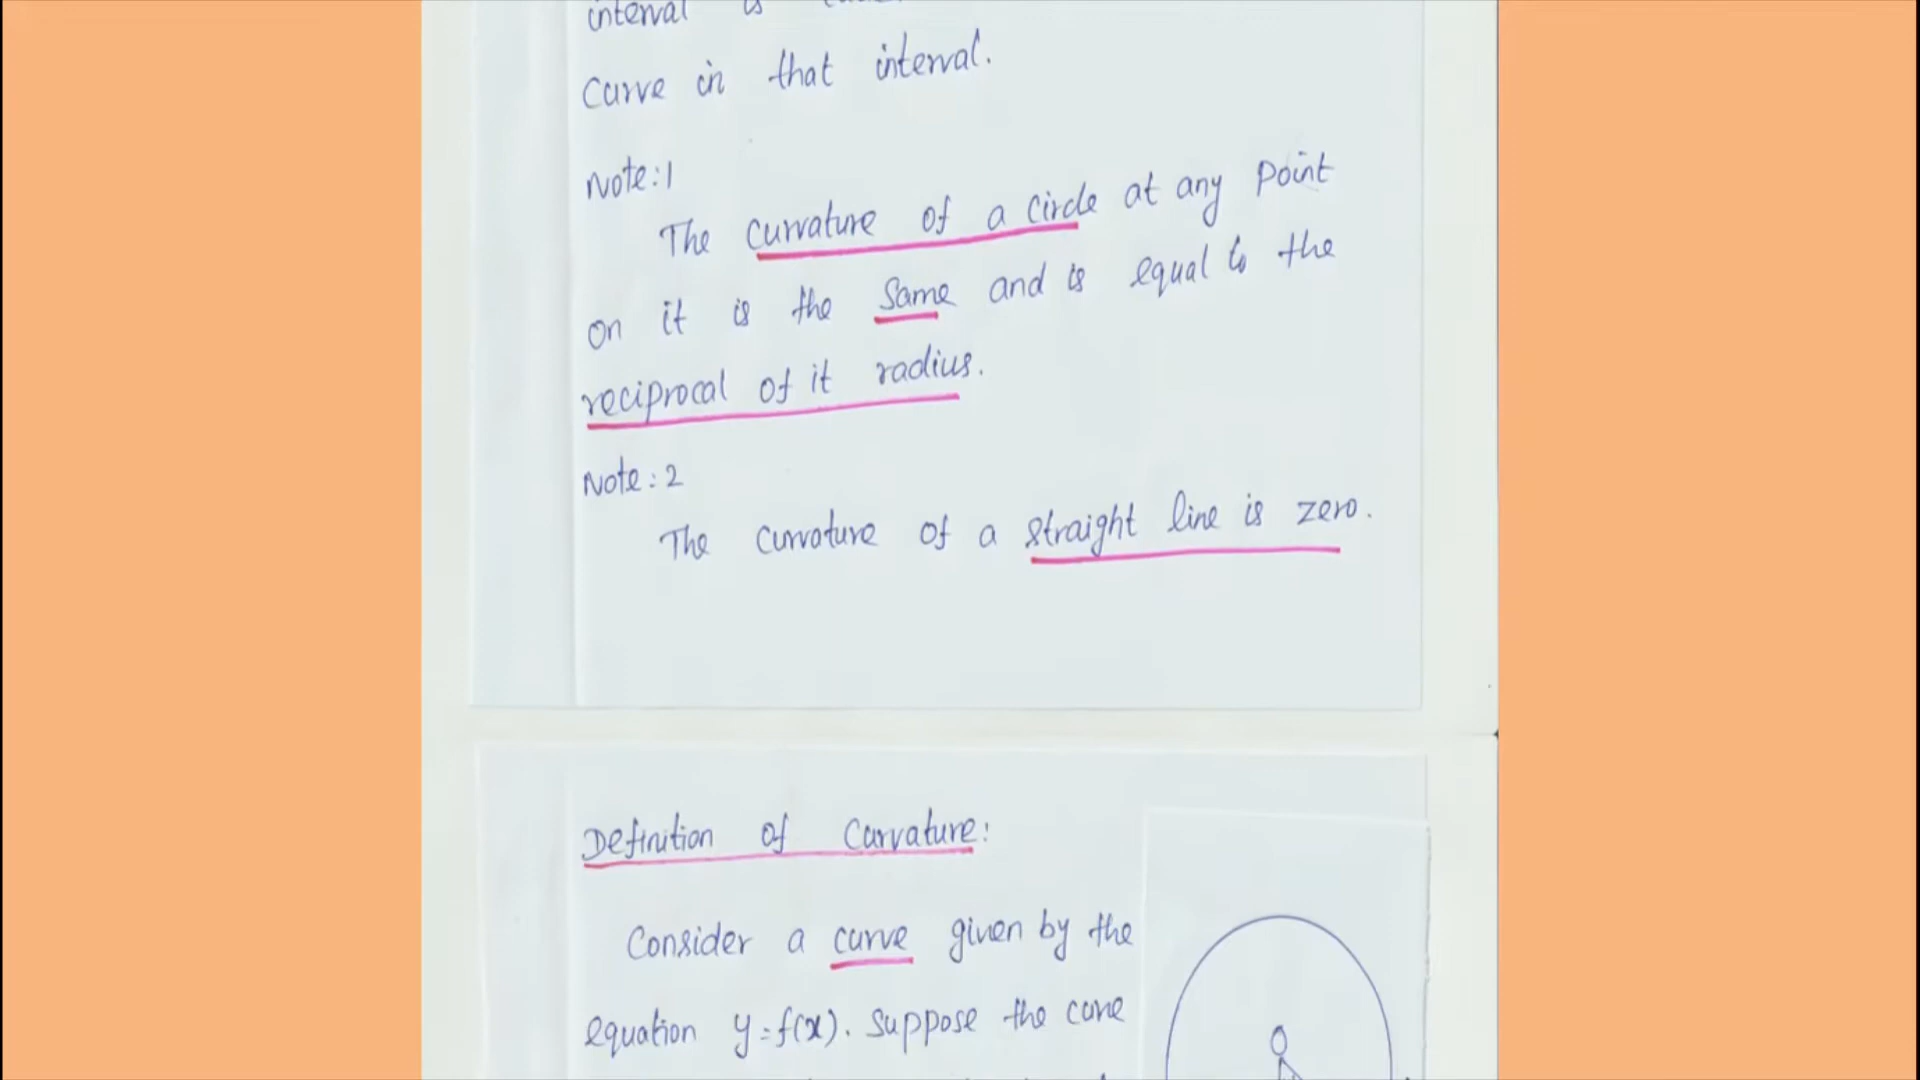 interval is
Curve in that interval.
Note:1
The Curvature of a Circle at any point
on it is the Same and is equal to the
reciprocal of it radius.
Note: 2
The Curvature of a straight line is zero.
Definition of Curvature:
Consider a curve given by the
equation y=f(x). Suppose the curve
O